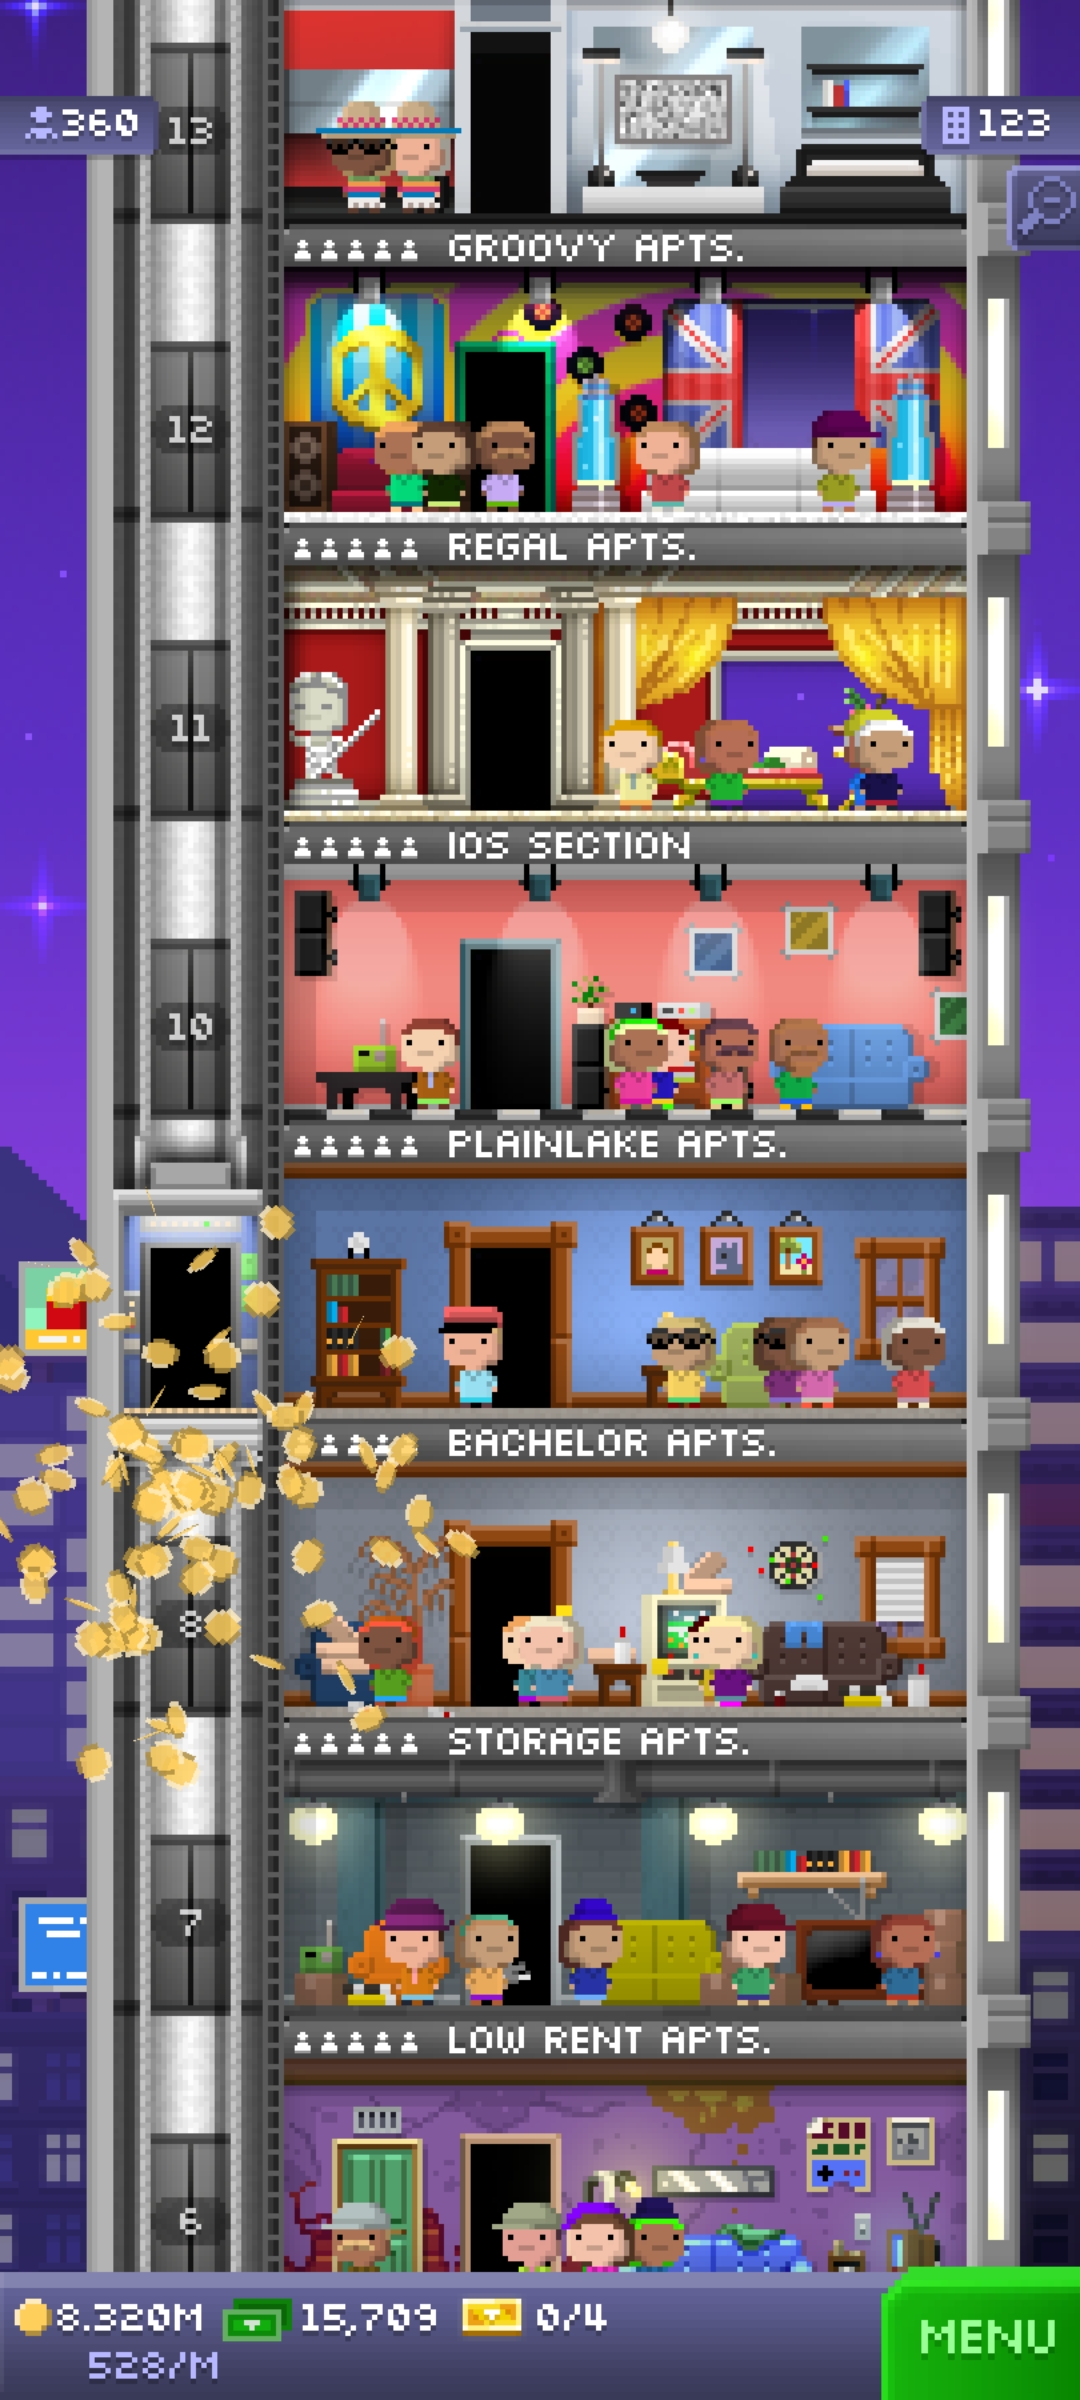 360
13
123
GROOVY APTS.
12
REGAL APTS.
11
IOS SECTION
10
PLAINLAKE APTS.
BACHELOR APTS.
8
STORAGE APTS.
7
LOW RENT APTS.
6
8.320M 15,709 0/4
528/M
MENU